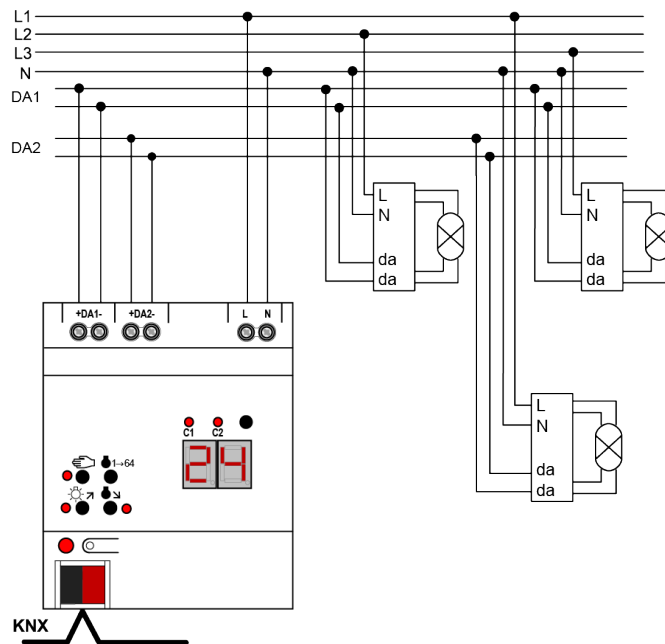 L1
L2
L3
N
DA1
DA2
L
N
da
da
L
N
da
da
+DA1- +DA2- L N
C1 C2
24
1→64
L
N
da
da
KNX